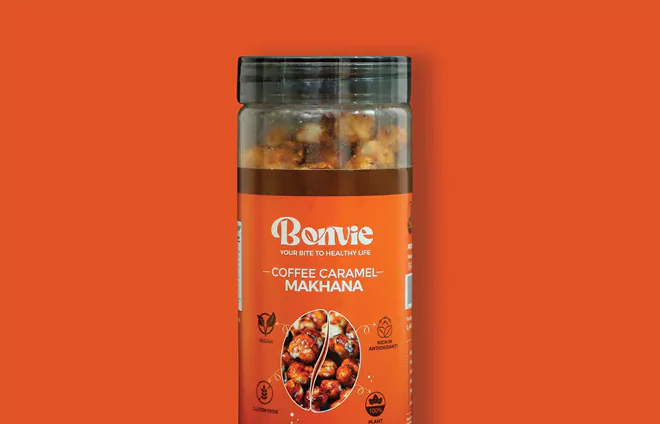 Bonvie
YOUR BITE TO HEALTHY LIFE
COFFEE CARAMEL
MAKHANA
VEGAN
RICH IN
ANTIOXIDANTS
GLUTEN FREE
100%
PLANT